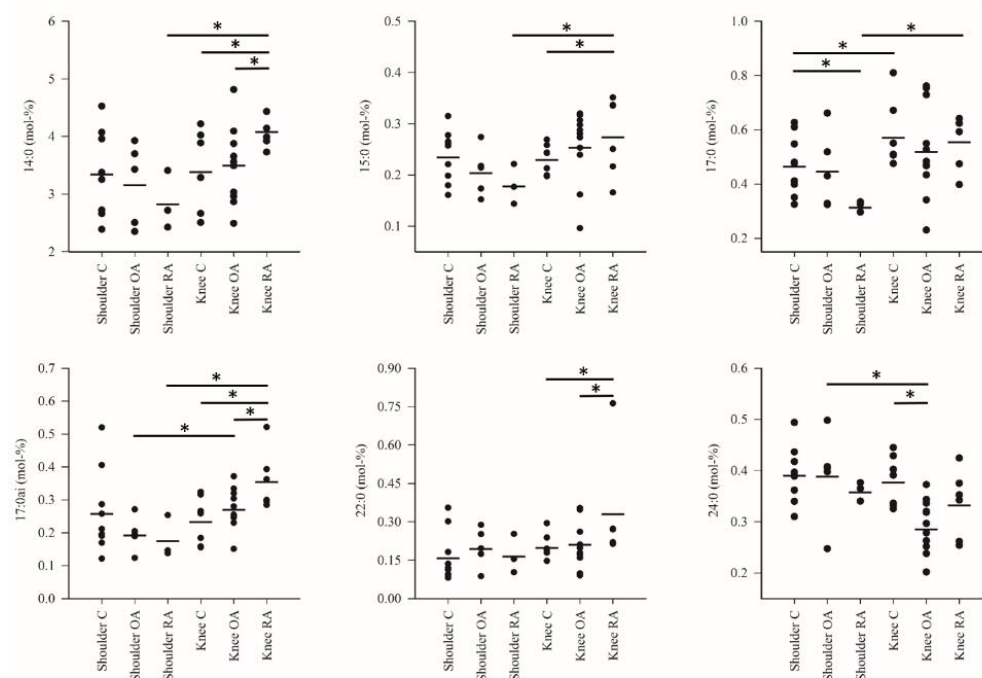 * * *
6
5
4
3
2
14:0 (mol-%)
Shoulder C
Shoulder OA
Shoulder RA
Knee C
Knee OA
Knee RA
* *
0.5
0.4
0.3
0.2
0.1
15:0 (mol-%)
Shoulder C
Shoulder OA
Shoulder RA
Knee C
Knee OA
Knee RA
* * *
1.0
0.8
0.6
0.4
0.2
17:0 (mol-%)
Shoulder C
Shoulder OA
Shoulder RA
Knee C
Knee OA
Knee RA
* * * *
0.7
0.6
0.5
0.4
0.3
0.2
0.1
0.0
17:0ai (mol-%)
Shoulder C
Shoulder OA
Shoulder RA
Knee C
Knee OA
Knee RA
* *
0.90
0.75
0.60
0.45
0.30
0.15
0.00
22:0 (mol-%)
Shoulder C
Shoulder OA
Shoulder RA
Knee C
Knee OA
Knee RA
* *
0.6
0.5
0.4
0.3
0.2
24:0 (mol-%)
Shoulder C
Shoulder OA
Shoulder RA
Knee C
Knee OA
Knee RA